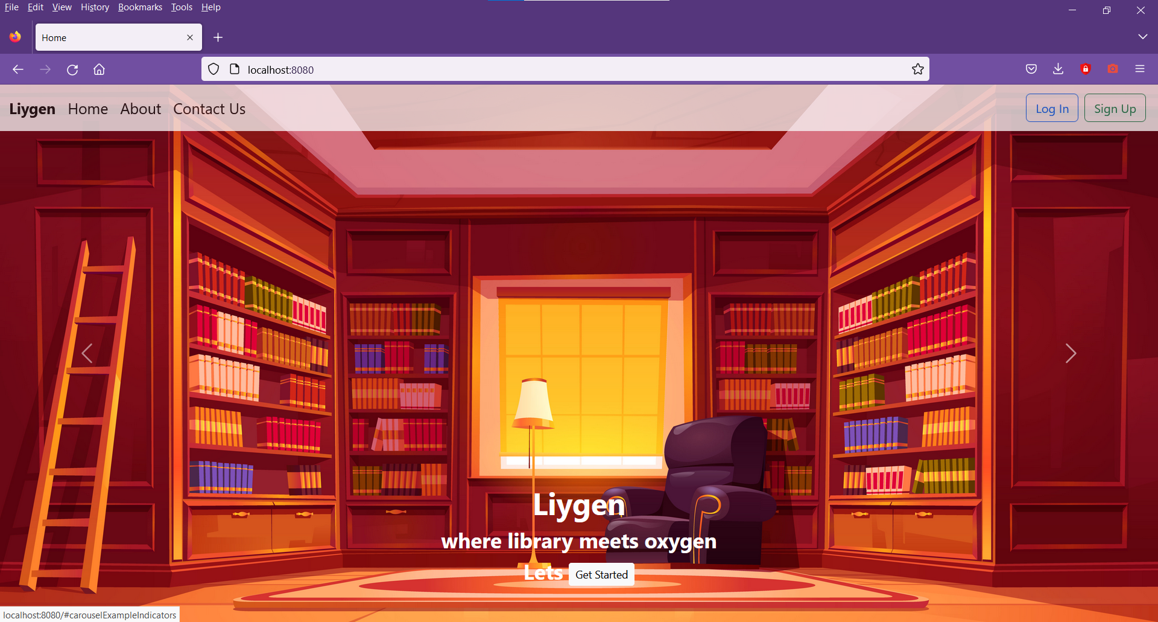 File Edit View History Bookmarks Tools Help
Home
localhost:8080
Liygen Home About Contact Us Log In Sign Up
Liygen
where library meets oxygen
Lets Get Started
localhost:8080/#carouselExampleIndicators